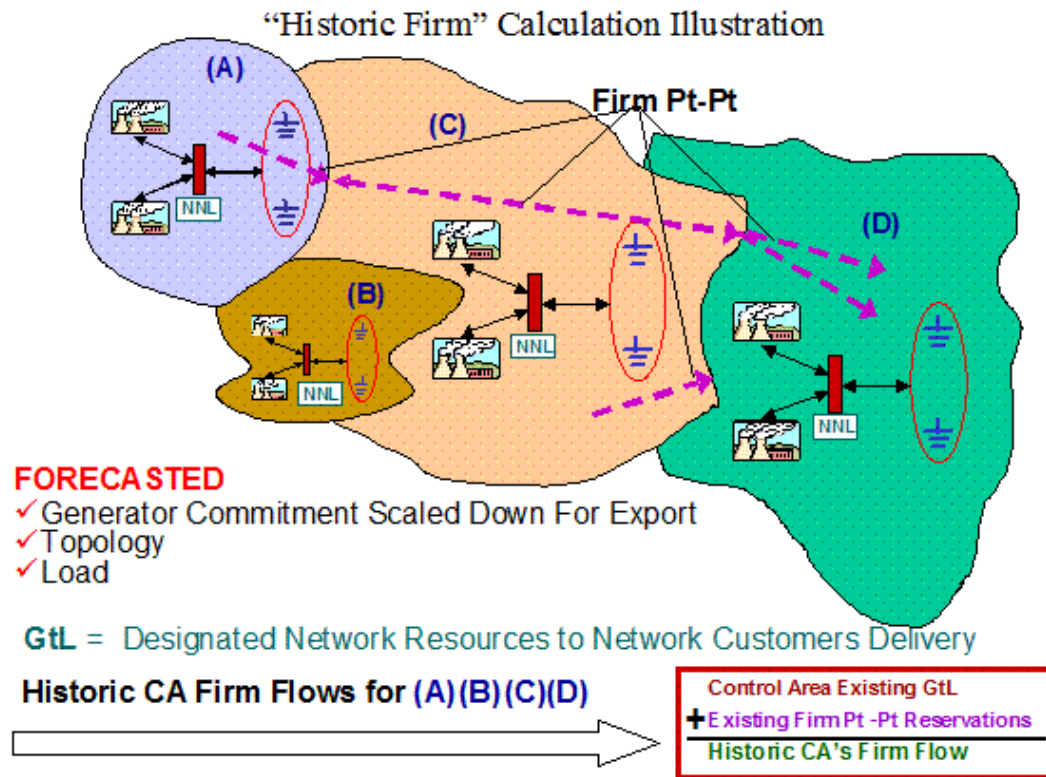 “Historic Firm” Calculation Illustration
(A)
Firm Pt-Pt
(C)
NNL
(D)
(B)
NNL
NNL
NNL
FORECASTED
✓ Generator Commitment Scaled Down For Export
✓ Topology
✓ Load
GtL = Designated Network Resources to Network Customers Delivery
Historic CA Firm Flows for (A)(B)(C)(D)
Control Area Existing GtL
+Existing Firm Pt -Pt Reservations
Historic CA's Firm Flow